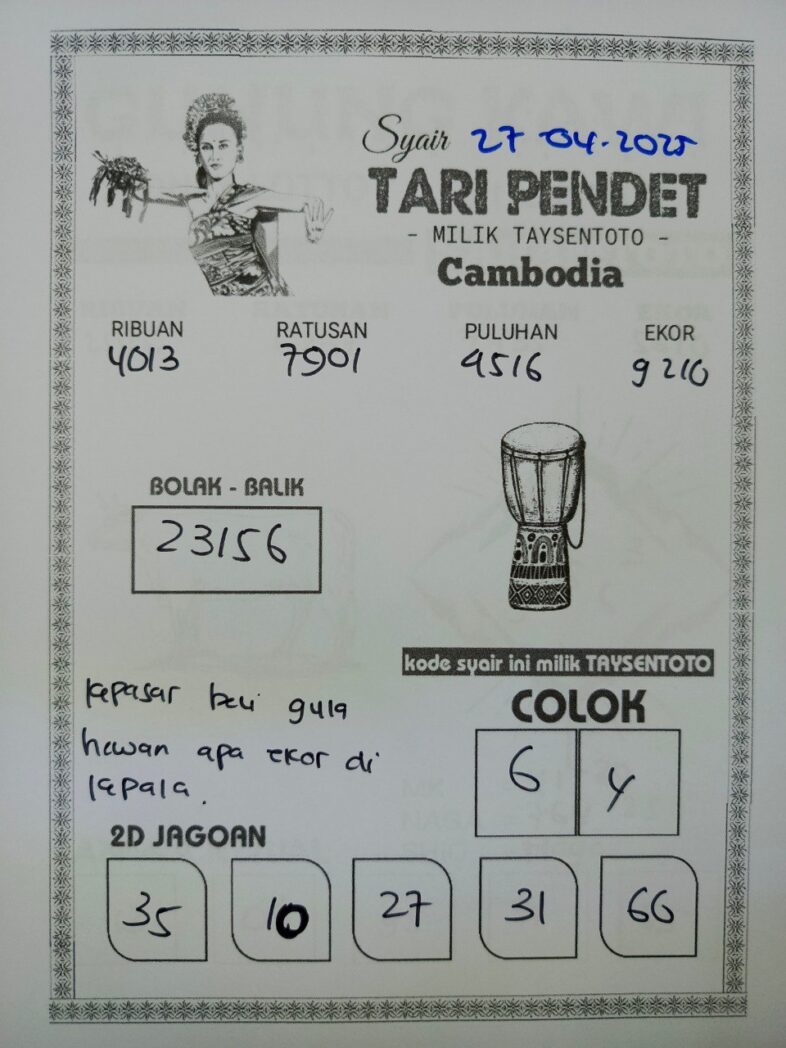 Syair 27 04-2025
TARI PENDET
- MILIK TAYSENTOTO -
Cambodia
RIBUAN RATUSAN PULUHAN EKOR
4013 7901 4516 9210
BOLAK - BALIK
23156
kode syair ini milik TAYSENTOTO
COLOK
6 4
kepasar beli gula
hewan apa ekor di
kepala.
2D JAGOAN
35 10 27 31 66